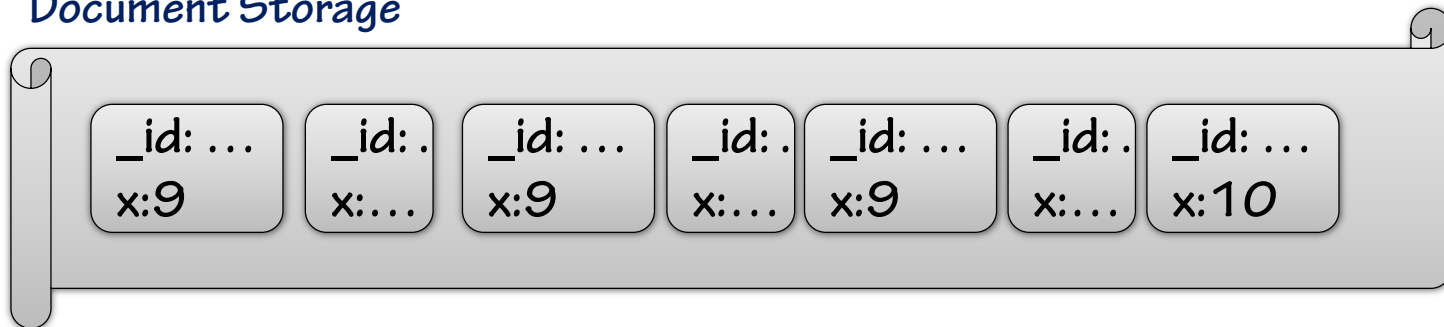 Document Storage
_id: ...
x:9
_id: .
x:...
_id: ...
x:9
_id: .
x:...
_id: ...
x:9
_id: .
x:...
_id: ...
x:10